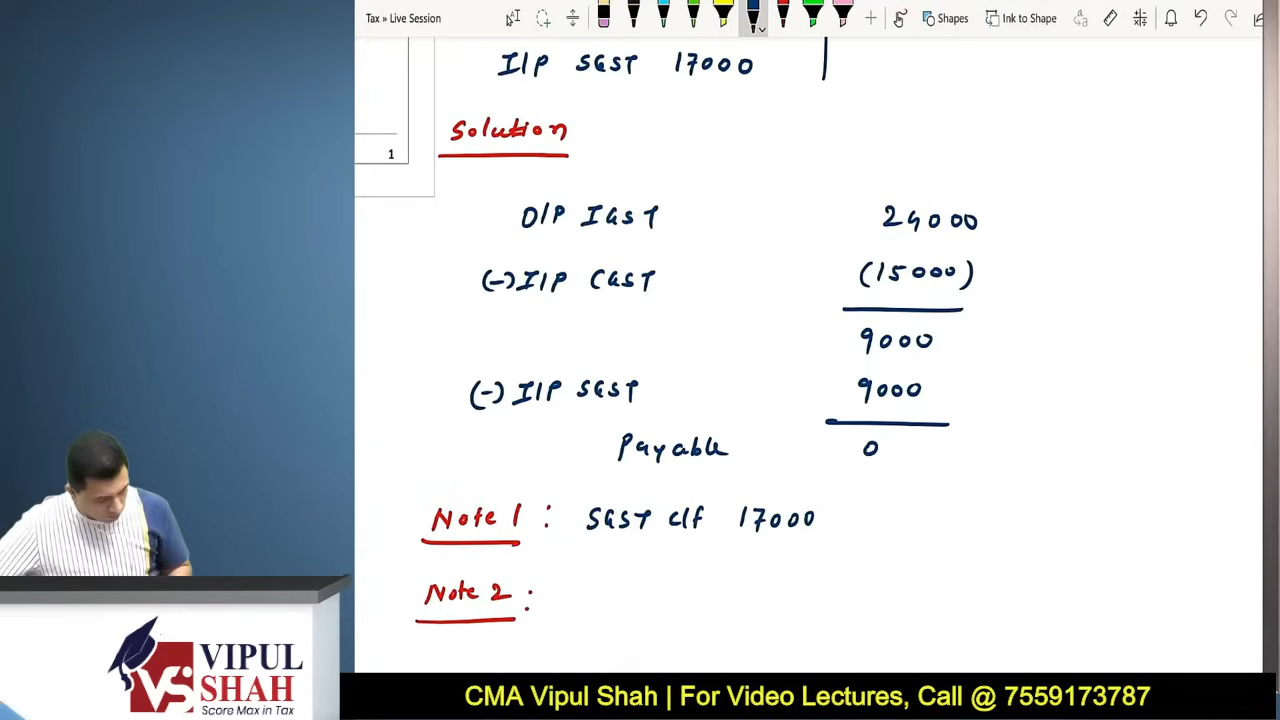 Tax » Live Session
Shapes
Ink to Shape
I/P SGST 17000
1
Solution
O/P IGST 24000
(-) I/P CGST (15000)
9000
(-) I/P SGST 9000
Payable 0
Note 1 : SGST c/f 17000
Note 2 :
VIPUL
SHAH
Score Max in Tax
CMA Vipul Shah | For Video Lectures, Call @ 7559173787